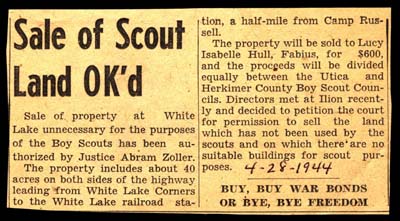 Sale of Scout
Land OK'd
Sale of property at White
Lake unnecessary for the purposes
of the Boy Scouts has been au-
thorized by Justice Abram Zoller.
The property includes about 40
acres on both sides of the highway
leading from White Lake Corners
to the White Lake railroad sta-
tion, a half-mile from Camp Rus-
sell.
The property will be sold to Lucy
Isabelle Hull, Fabius, for $600,
and the proceeds will be divided
equally between the Utica and
Herkimer County Boy Scout Coun-
cils. Directors met at Ilion recent-
ly and decided to petition the court
for permission to sell the land
which has not been used by the
scouts and on which there are no
suitable buildings for scout pur-
poses. 4-28-1944
BUY, BUY WAR BONDS
OR BYE, BYE FREEDOM